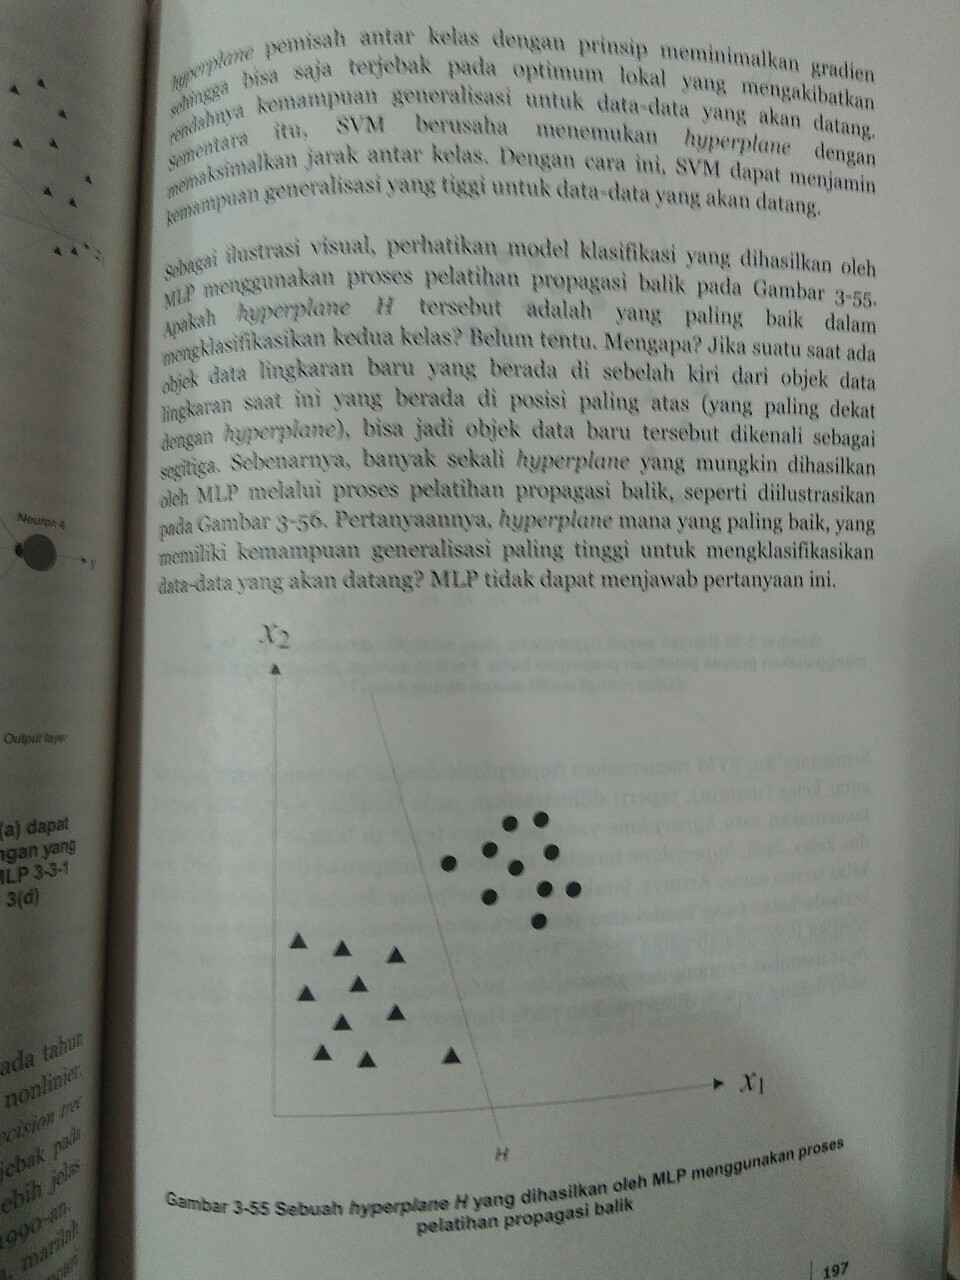 hyperplane pemisah antar kelas dengan prinsip meminimalkan gradien
sehingga bisa saja terjebak pada optimum lokal yang mengakibatkan
rendahnya kemampuan generalisasi untuk data-data yang akan datang.
Sementara itu, SVM berusaha menemukan hyperplane dengan
memaksimalkan jarak antar kelas. Dengan cara ini, SVM dapat menjamin
kemampuan generalisasi yang tiggi untuk data-data yang akan datang.
Sebagai ilustrasi visual, perhatikan model klasifikasi yang dihasilkan oleh
MLP menggunakan proses pelatihan propagasi balik pada Gambar 3-55.
Apakah hyperplane H tersebut adalah yang paling baik dalam
mengklasifikasikan kedua kelas? Belum tentu. Mengapa? Jika suatu saat ada
objek data lingkaran baru yang berada di sebelah kiri dari objek data
lingkaran saat ini yang berada di posisi paling atas (yang paling dekat
dengan hyperplane), bisa jadi objek data baru tersebut dikenali sebagai
segitiga. Sebenarnya, banyak sekali hyperplane yang mungkin dihasilkan
oleh MLP melalui proses pelatihan propagasi balik, seperti diilustrasikan
pada Gambar 3-56. Pertanyaannya, hyperplane mana yang paling baik, yang
memiliki kemampuan generalisasi paling tinggi untuk mengklasifikasikan
data-data yang akan datang? MLP tidak dapat menjawab pertanyaan ini.
x2
x1
H
Gambar 3-55 Sebuah hyperplane H yang dihasilkan oleh MLP menggunakan proses
pelatihan propagasi balik
197
Neuron 4
y
Output layer
(a) dapat
ngan yang
MLP 3-3-1
3(d)
ada tahun
nonlinier.
ecision tree
jebak pada
ebih jelas
1990-an.
marilah